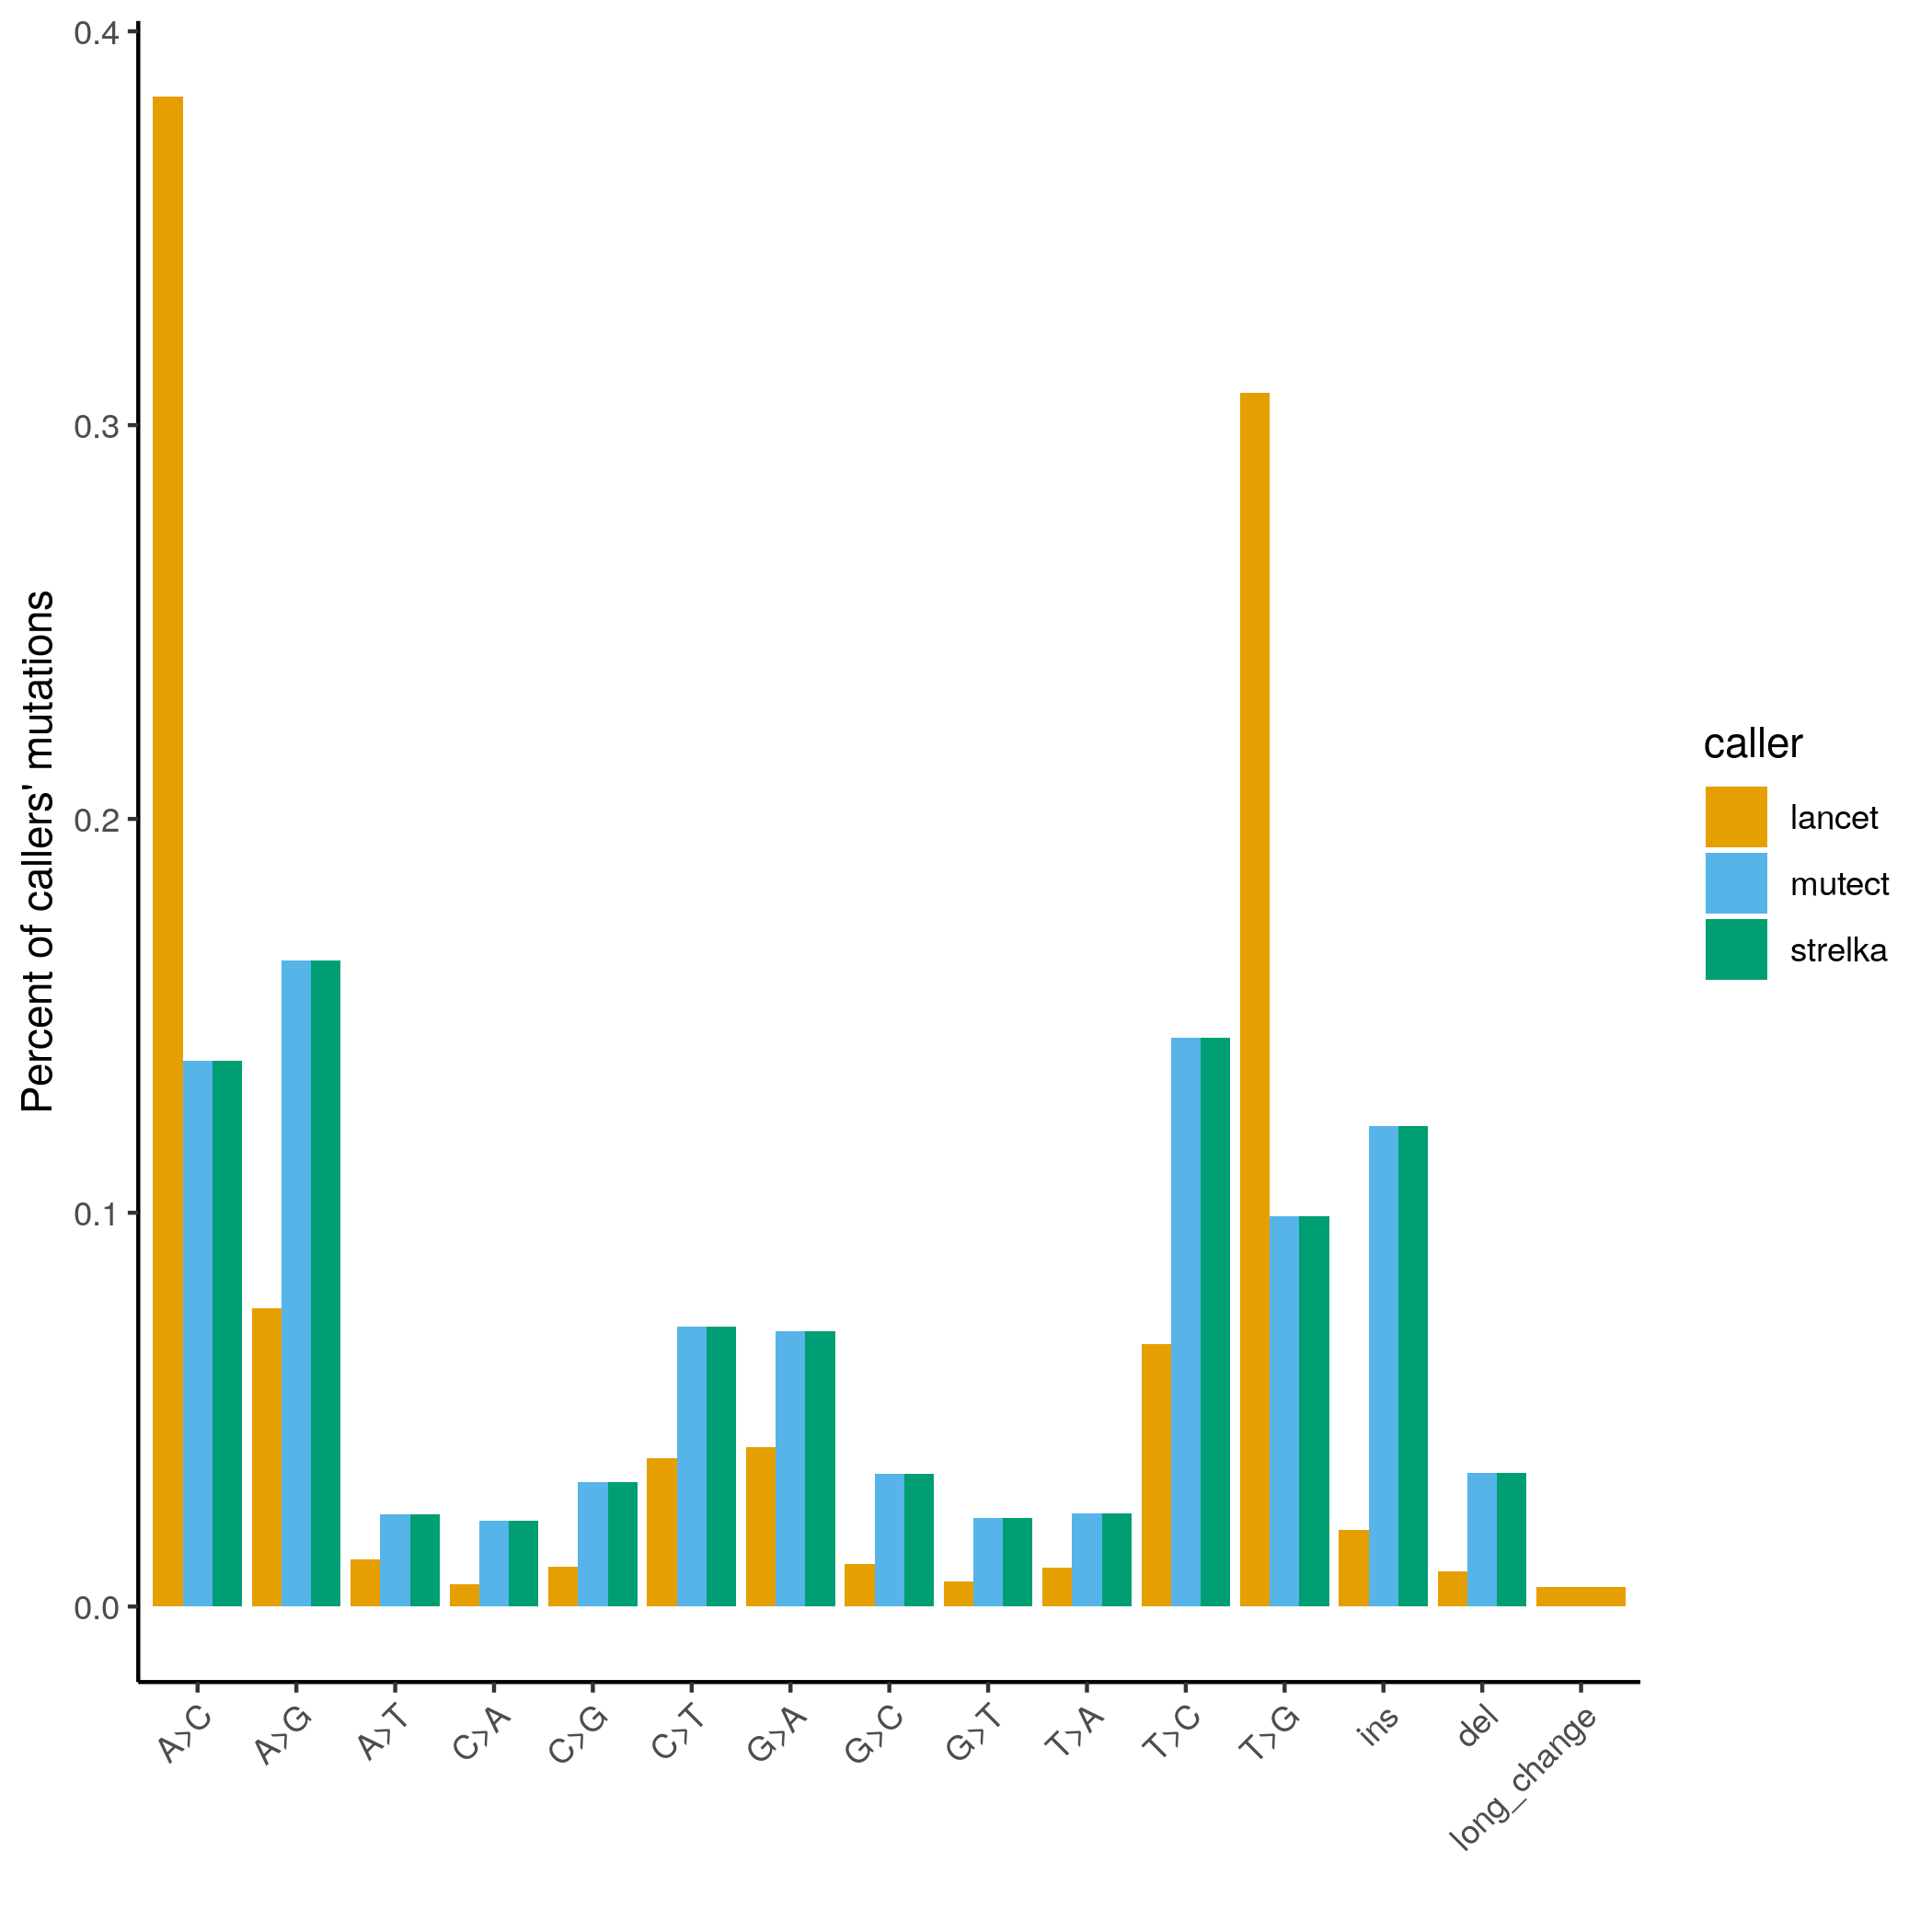 Percent of callers' mutations
0.4
0.3
0.2
0.1
0.0
A>C
A>G
A>T
C>A
C>G
C>T
G>A
G>C
G>T
T>A
T>C
T>G
ins
del
long_change
caller
lancet
mutect
strelka